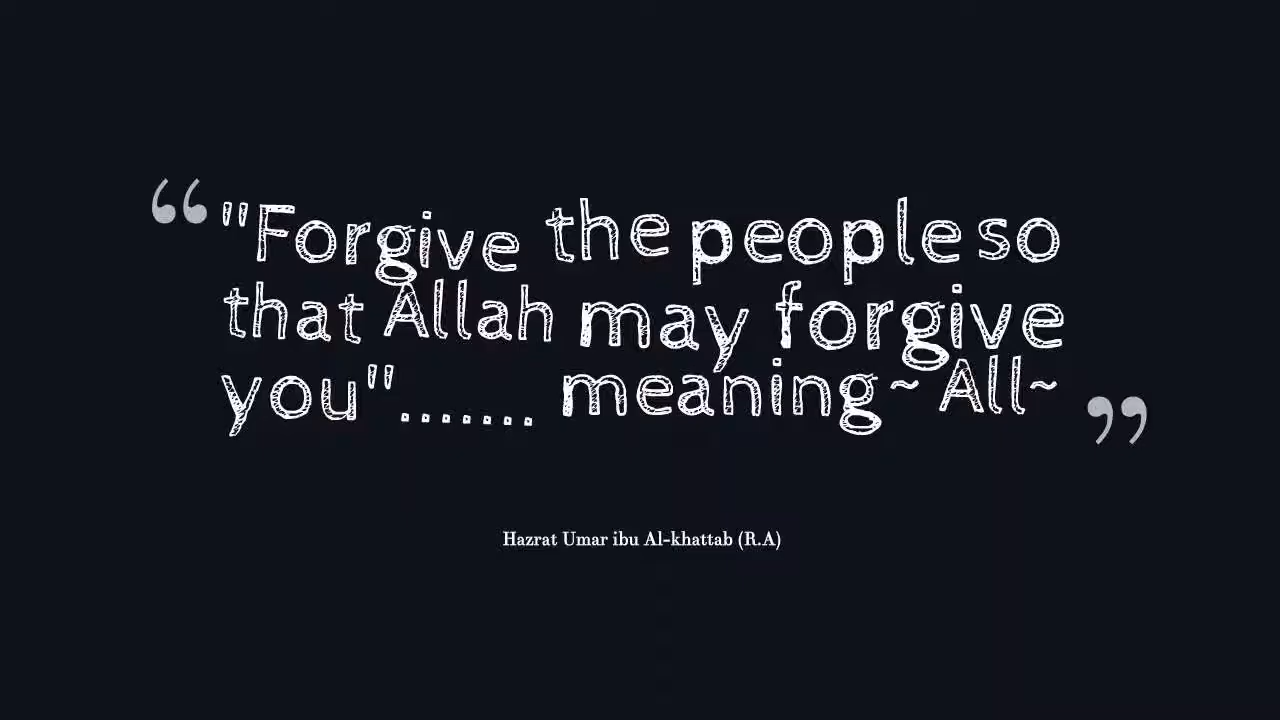 “"Forgive the people so
that Allah may forgive
you"....... meaning ~ All~”
Hazrat Umar ibu Al-khattab (R.A)